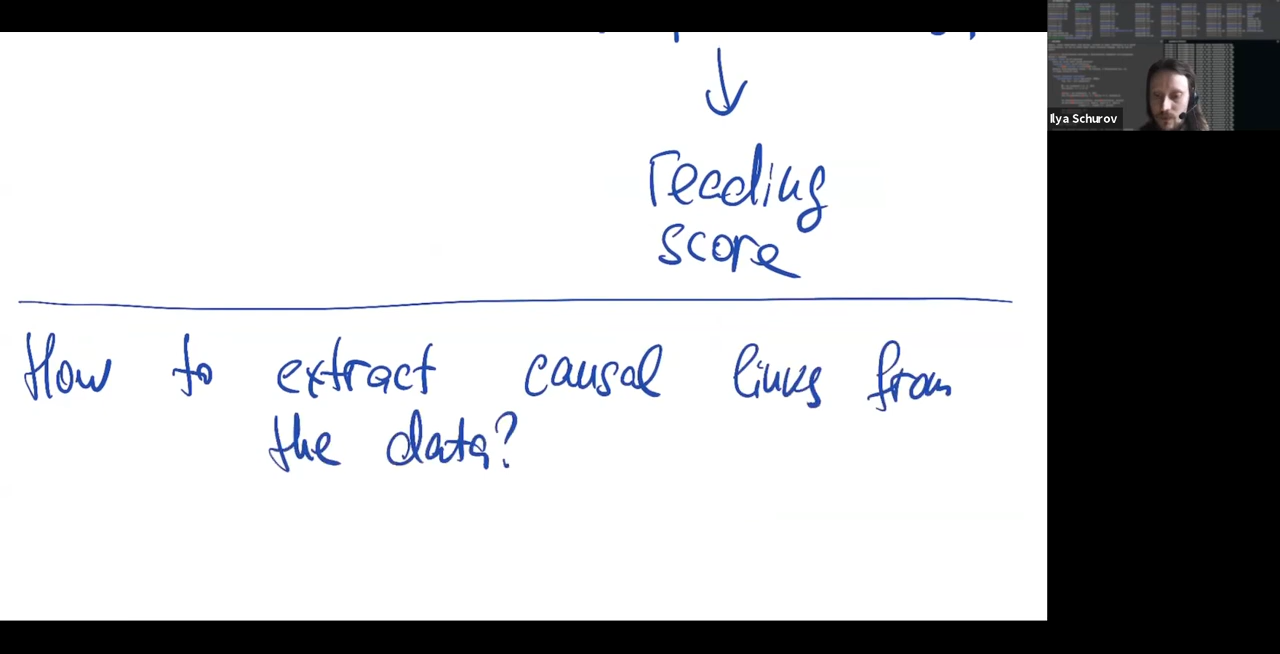 reading
score
How to extract causal links from
the data?
Ilya Schurov